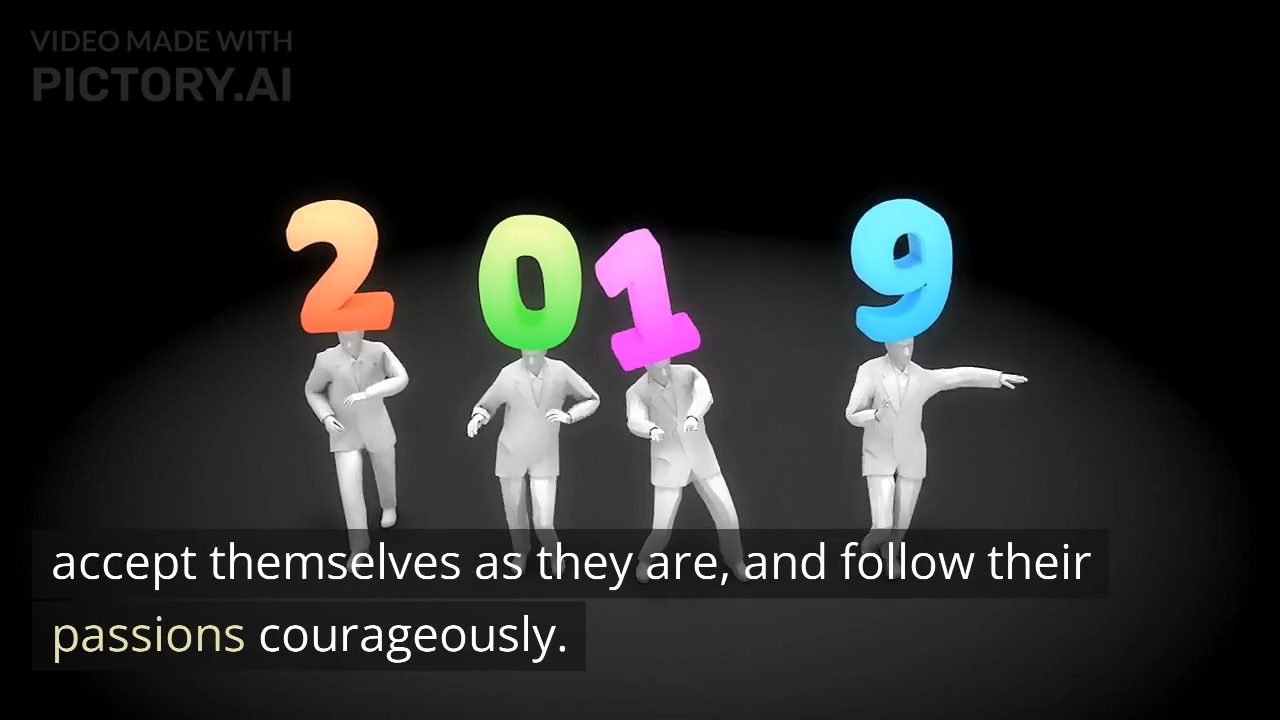 VIDEO MADE WITH
PICTORY.AI
2019
accept themselves as they are, and follow their
passions courageously.